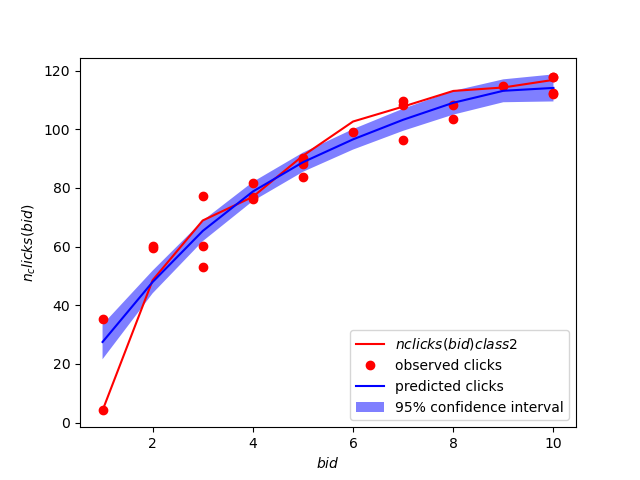 120
100
80
60
40
20
0
n_clicks(bid)
2
4
6
8
10
bid
nclicks(bid)class2
observed clicks
predicted clicks
95% confidence interval